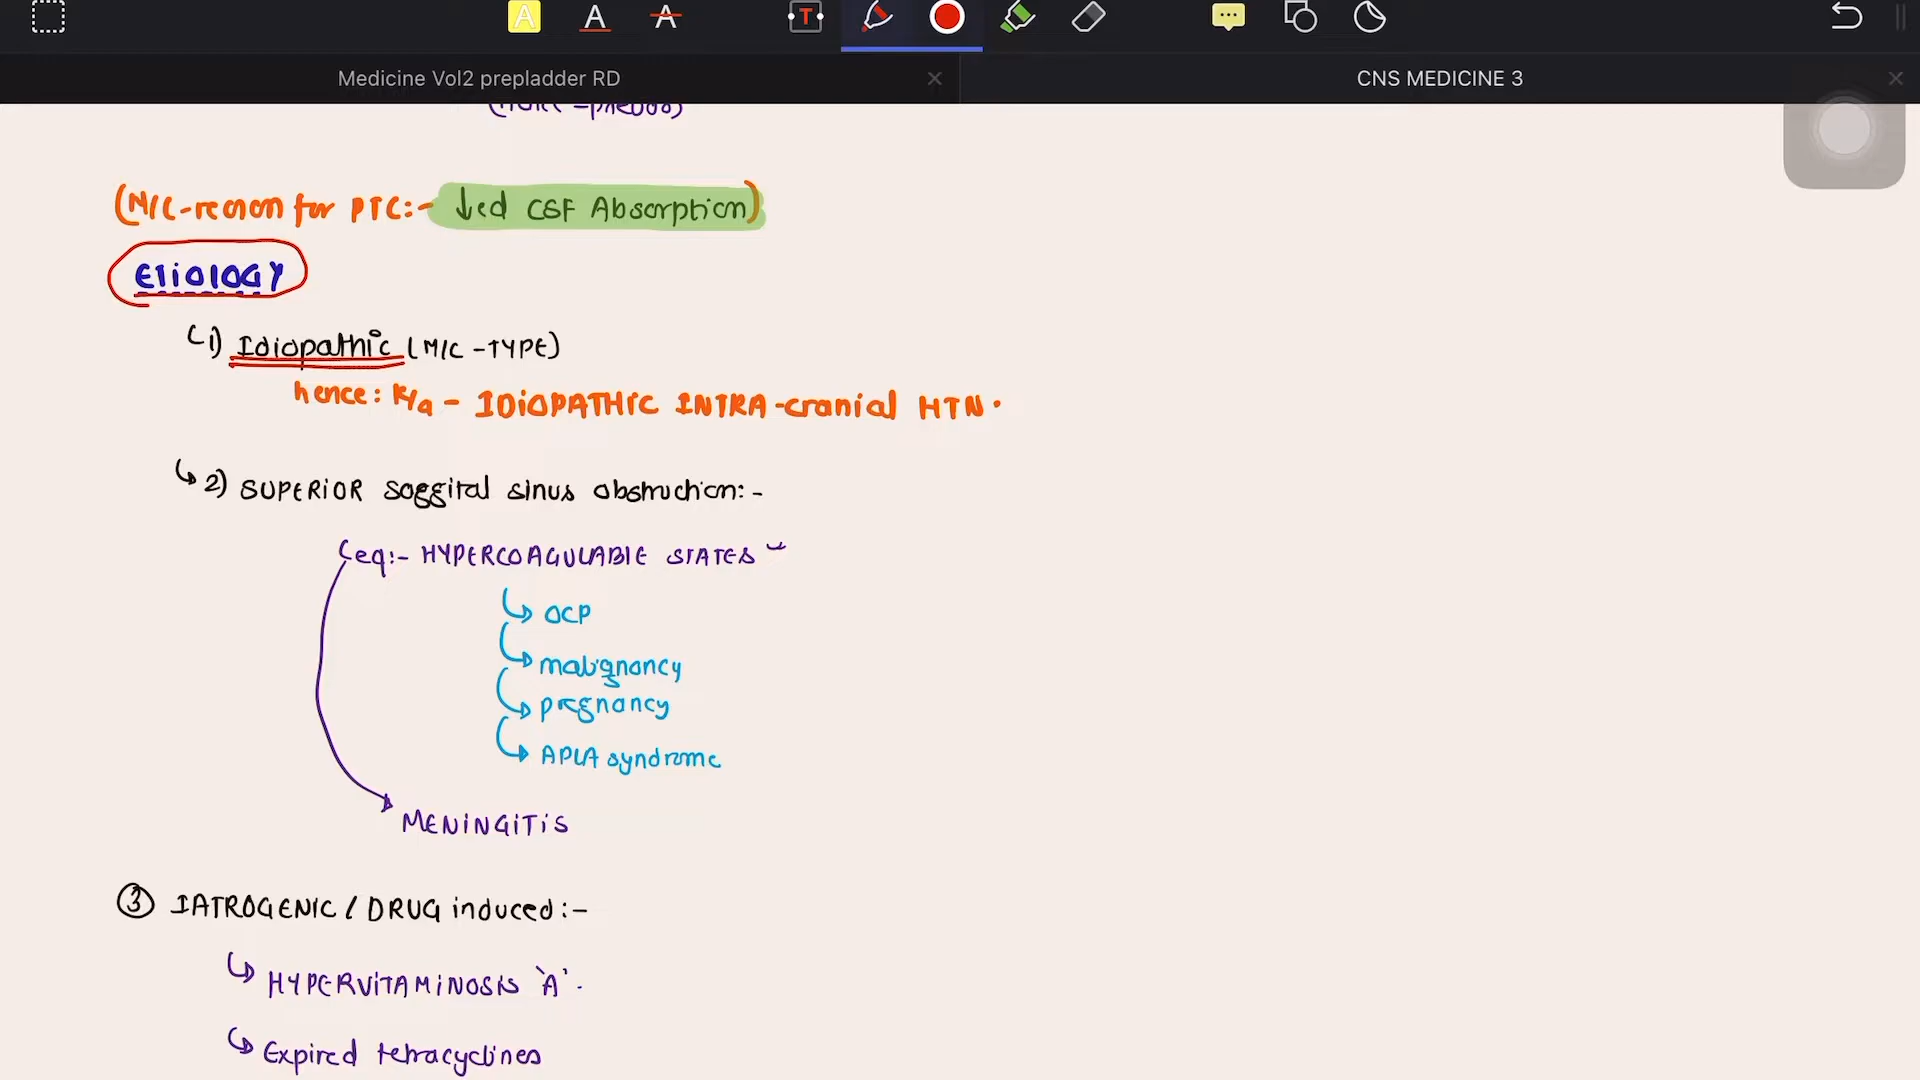 Medicine Vol2 prepladder RD
CNS MEDICINE 3
(M/C-reason for PTC:- ↓ed CSF Absorption)
ETIOLOGY
1) Idiopathic (M/C -TYPE)
hence: K/a - IDIOPATHIC INTRA-cranial HTN.
2) SUPERIOR saggital sinus obstruction:-
eg:- HYPERCOAGULABLE STATES
OCP
malignancy
pregnancy
APLA syndrome
MENINGITIS
③ IATROGENIC / DRUG induced:-
HYPERVITAMINOSIS 'A'.
Expired tetracyclines